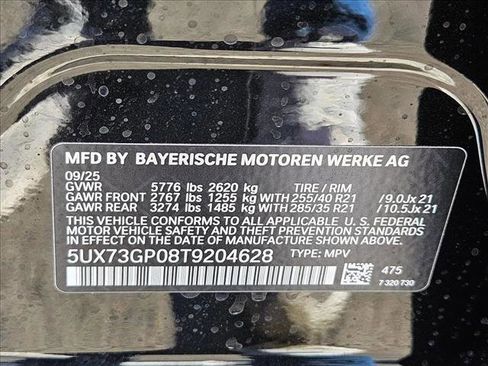 MFD BY BAYERISCHE MOTOREN WERKE AG
09/25
GVWR 5776 lbs 2620 kg TIRE / RIM
GAWR FRONT 2767 lbs 1255 kg WITH 255/40 R21 / 9.0Jx 21
GAWR REAR 3274 lbs 1485 kg WITH 285/35 R21 / 10.5Jx 21
THIS VEHICLE CONFORMS TO ALL APPLICABLE U. S. FEDERAL
MOTOR VEHICLE SAFETY AND THEFT PREVENTION STANDARDS
IN EFFECT ON THE DATE OF MANUFACTURE SHOWN ABOVE.
5UX73GP08T9204628 TYPE: MPV 475
7 320 730